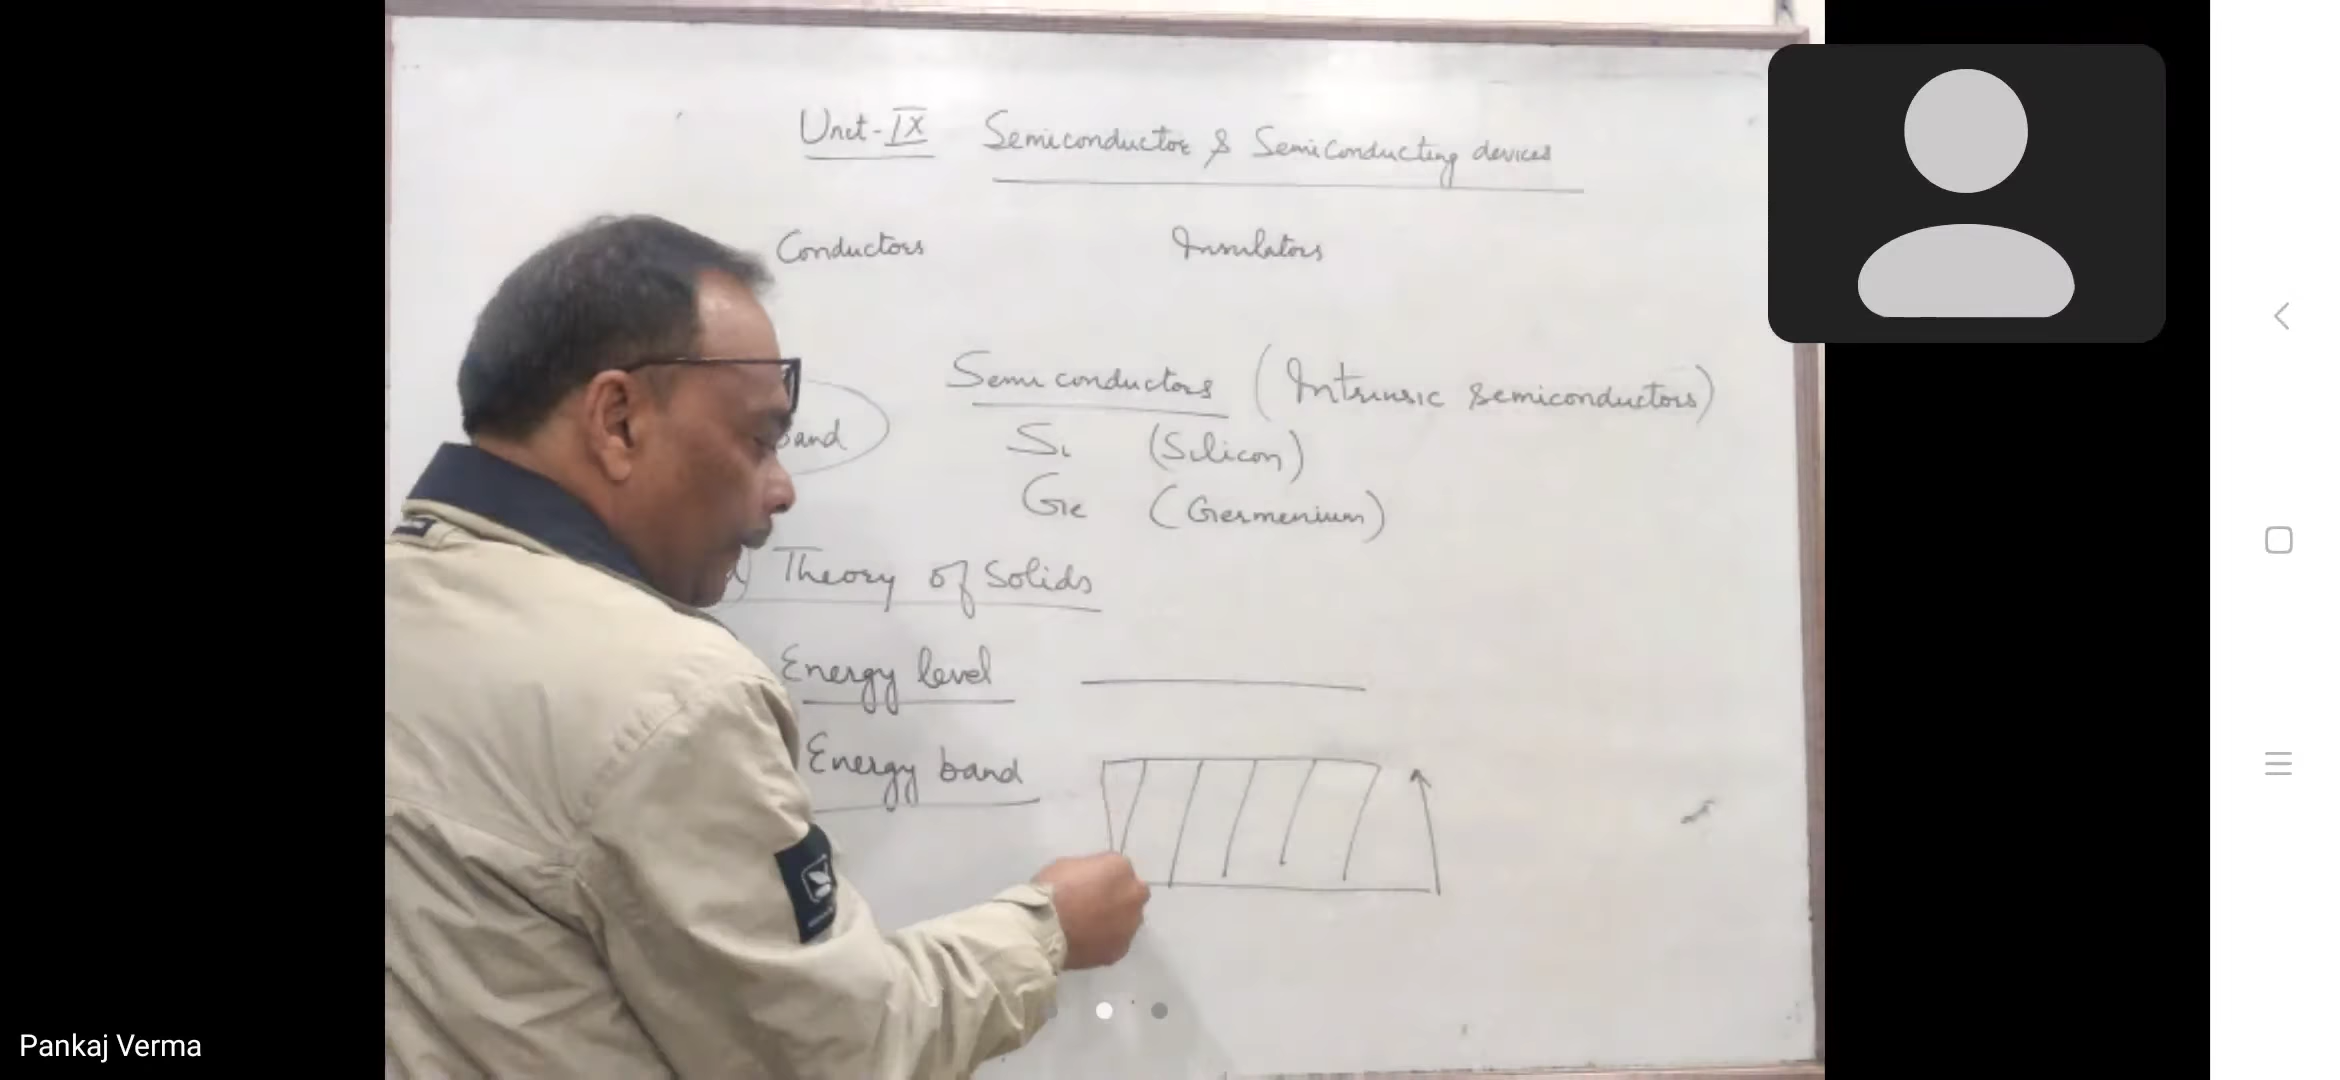 Unit-IX Semiconductor & Semiconducting devices
Conductors Insulators
Semiconductors (Intrinsic semiconductors)
band
Si (Silicon)
Ge (Germenium)
Theory of Solids
Energy level
Energy band
Pankaj Verma